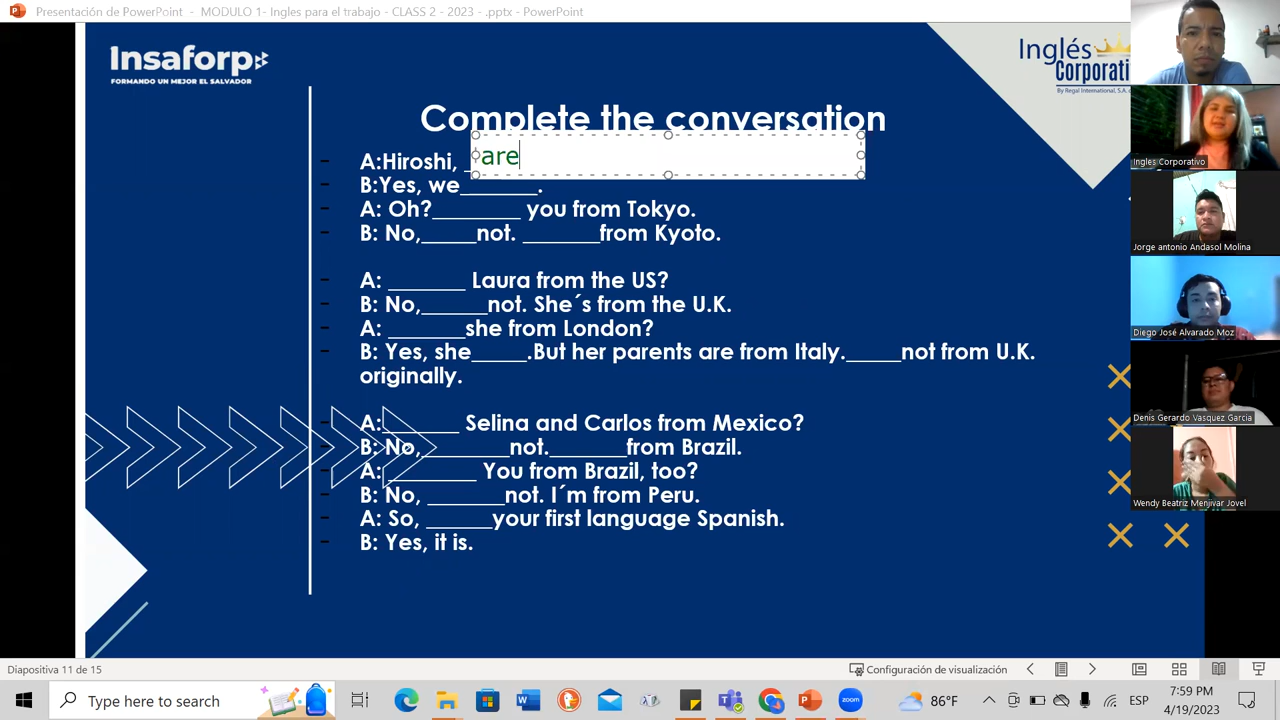 Presentación de PowerPoint - MODULO 1- Ingles para el trabajo - CLASS 2 - 2023 - .pptx - PowerPoint
Insaforp
FORMANDO UN MEJOR EL SALVADOR
Inglés
Corporati
By Regal International, S.A. d
Complete the conversation
- A:Hiroshi, _are
- B:Yes, we_______.
- A: Oh?________ you from Tokyo.
- B: No,_____not. _______from Kyoto.
- A: _______ Laura from the US?
- B: No,______not. She´s from the U.K.
- A: _______she from London?
- B: Yes, she_____.But her parents are from Italy._____not from U.K.
originally.
- A:_______ Selina and Carlos from Mexico?
- B: No,________not._______from Brazil.
- A: ________ You from Brazil, too?
- B: No, _______not. I´m from Peru.
- A: So, ______your first language Spanish.
- B: Yes, it is.
Ingles Corporativo
Jorge antonio Andasol Molina
Diego José Alvarado Moz
Denis Gerardo Vasquez Garcia
Wendy Beatriz Menjivar Jovel
Diapositiva 11 de 15
Configuración de visualización
Type here to search
zoom
86°F
ESP
7:59 PM
4/19/2023